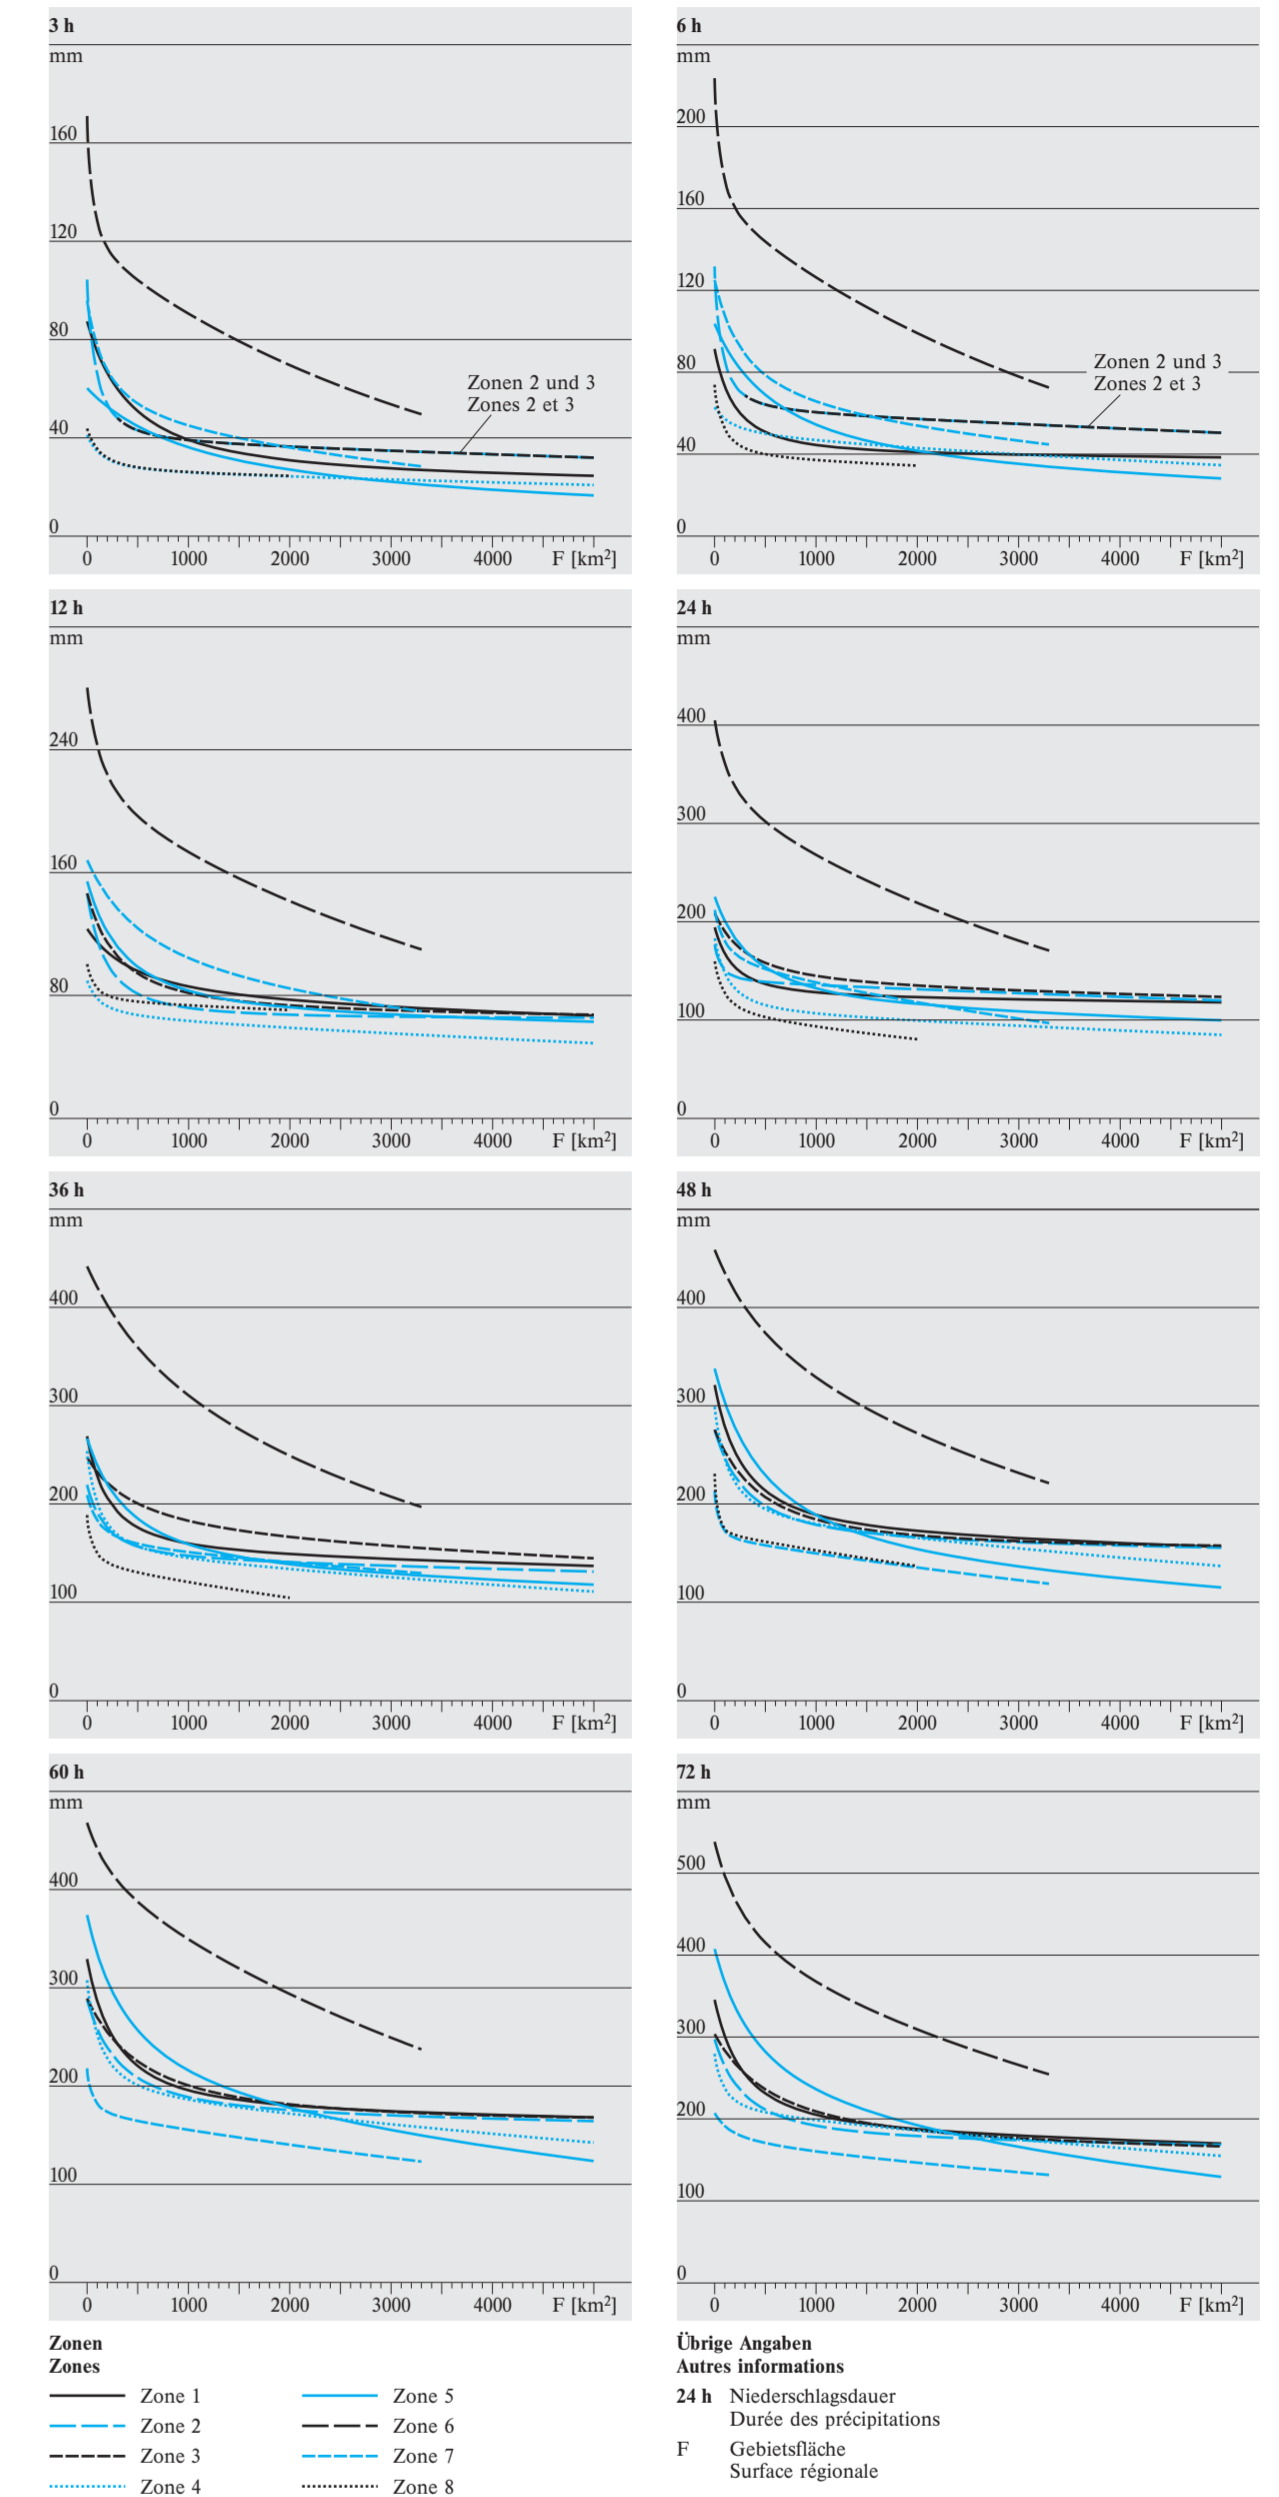 3 h
mm
160
120
80
Zonen 2 und 3
Zones 2 et 3
40
0
0 1000 2000 3000 4000 F [km²]
6 h
mm
200
160
120
80
Zonen 2 und 3
Zones 2 et 3
40
0
0 1000 2000 3000 4000 F [km²]
12 h
mm
240
160
80
0
0 1000 2000 3000 4000 F [km²]
24 h
mm
400
300
200
100
0
0 1000 2000 3000 4000 F [km²]
36 h
mm
400
300
200
100
0
0 1000 2000 3000 4000 F [km²]
48 h
mm
400
300
200
100
0
0 1000 2000 3000 4000 F [km²]
60 h
mm
400
300
200
100
0
0 1000 2000 3000 4000 F [km²]
72 h
mm
500
400
300
200
100
0
0 1000 2000 3000 4000 F [km²]
Zonen
Zones
Zone 1
Zone 2
Zone 3
Zone 4
Zone 5
Zone 6
Zone 7
Zone 8
Übrige Angaben
Autres informations
24 h Niederschlagsdauer
Durée des précipitations
F Gebietsfläche
Surface régionale